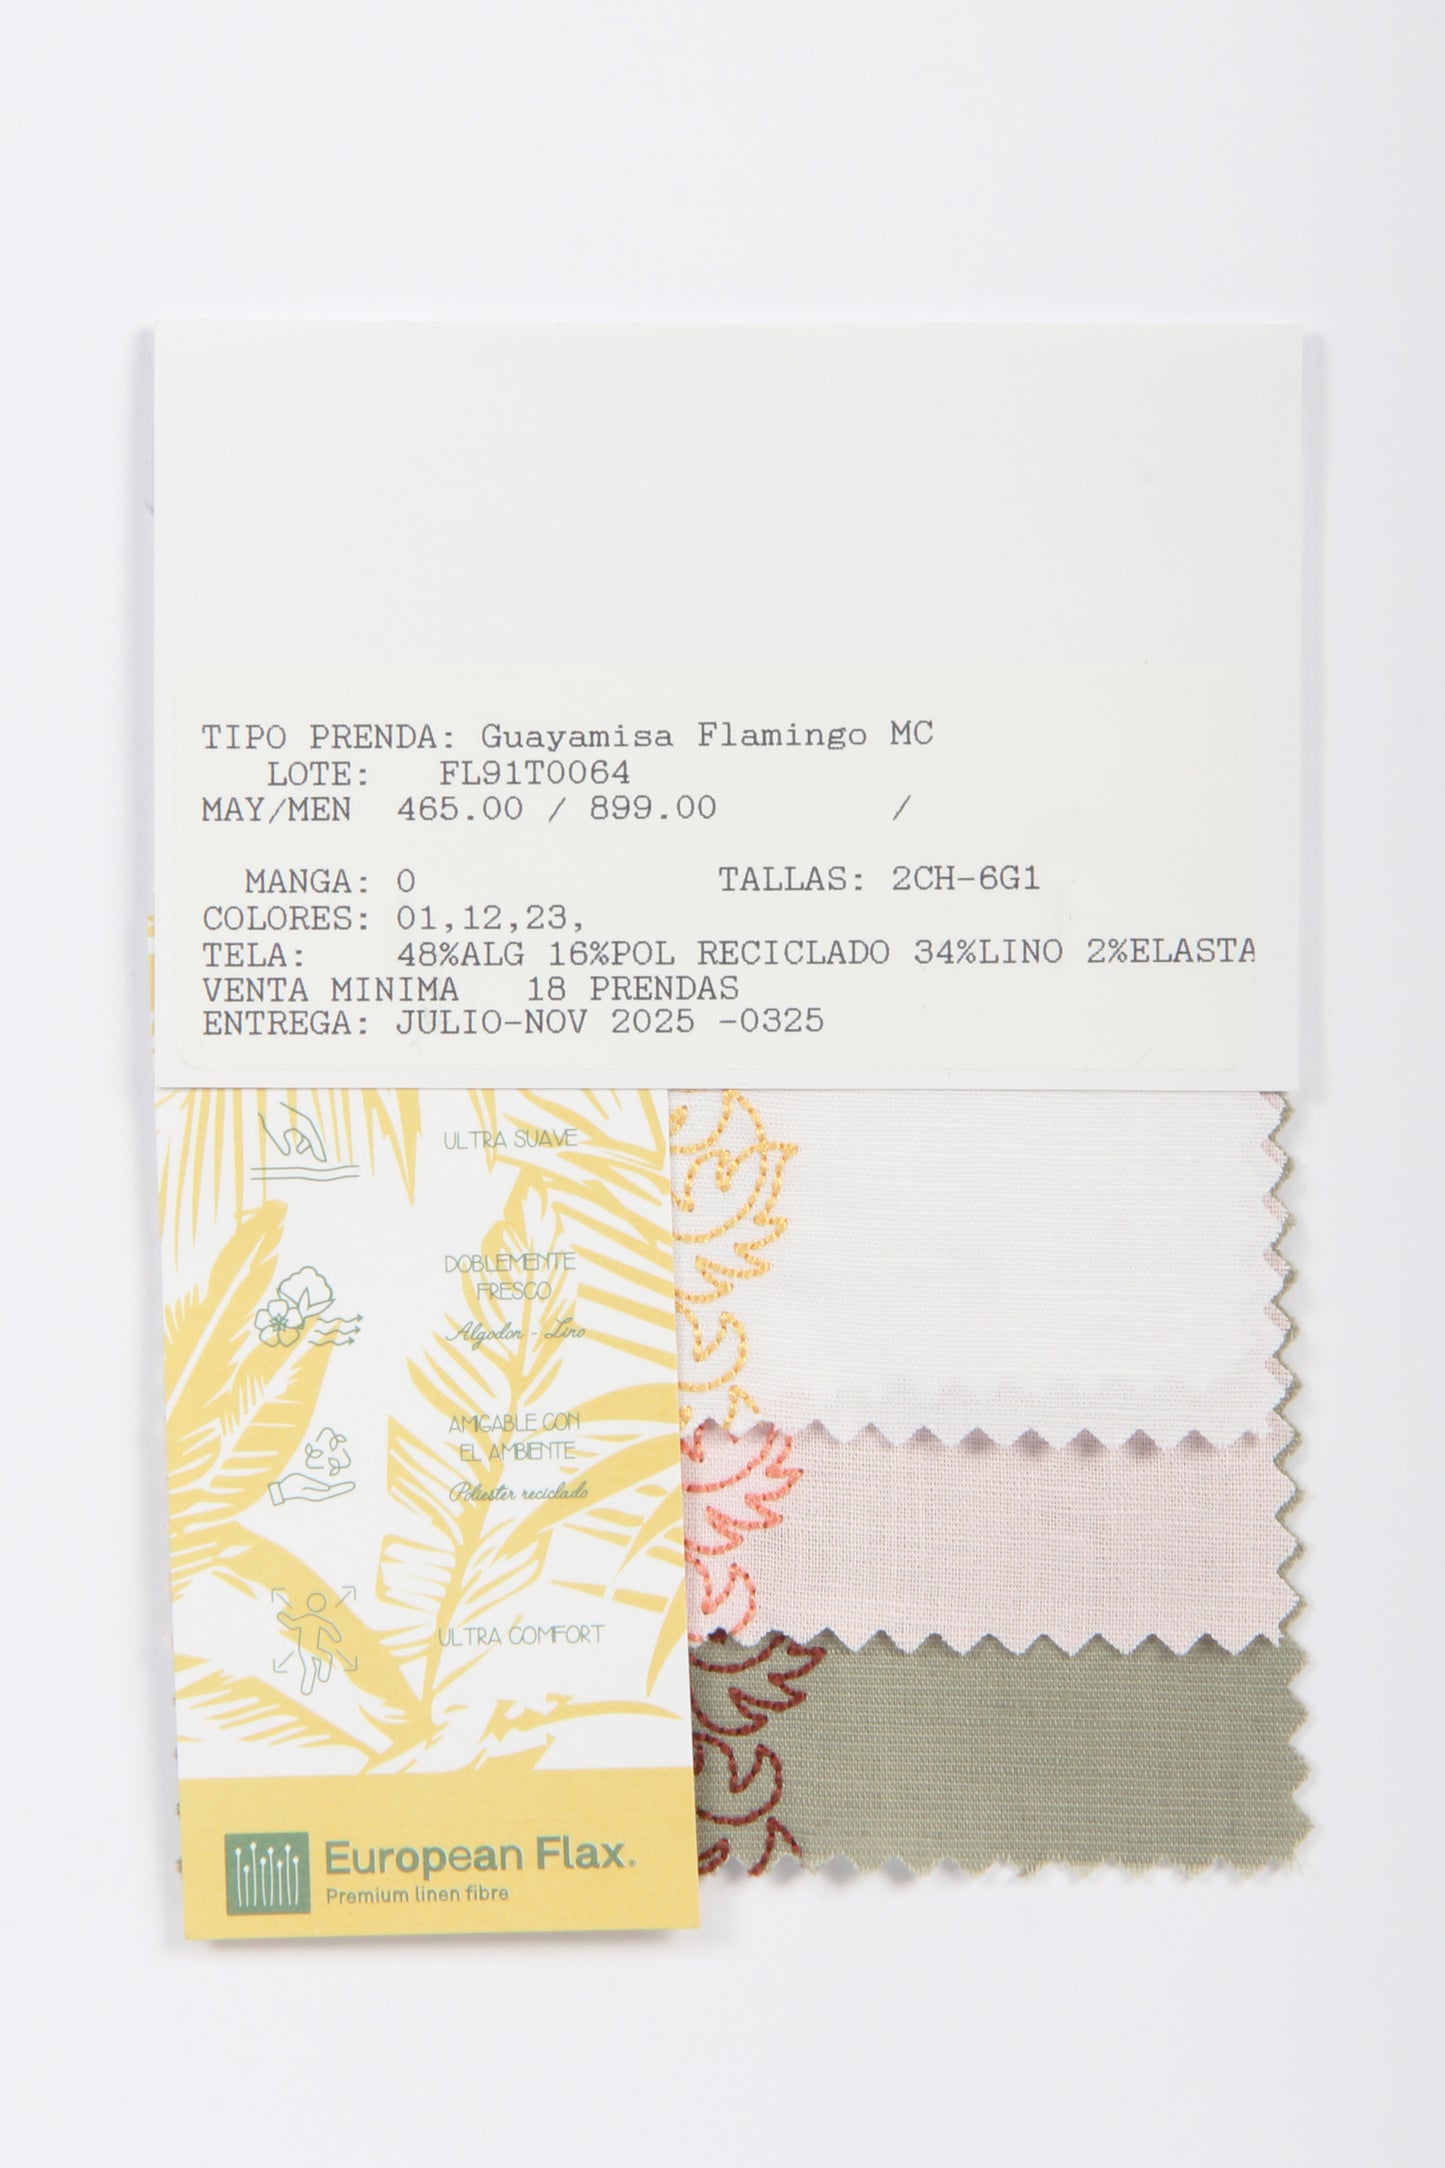 TIPO PRENDA: Guayamisa Flamingo MC
LOTE: FL91T0064
MAY/MEN 465.00 / 899.00 /
MANGA: 0 TALLAS: 2CH-6G1
COLORES: 01,12,23,
TELA: 48%ALG 16%POL RECICLADO 34%LINO 2%ELASTA
VENTA MINIMA 18 PRENDAS
ENTREGA: JULIO-NOV 2025 -0325
ULTRA SUAVE
DOBLEMENTE
FRESCO
Algodon - Lino
AMIGABLE CON
EL AMBIENTE
Poliester reciclado
ULTRA COMFORT
European Flax.
Premium linen fibre